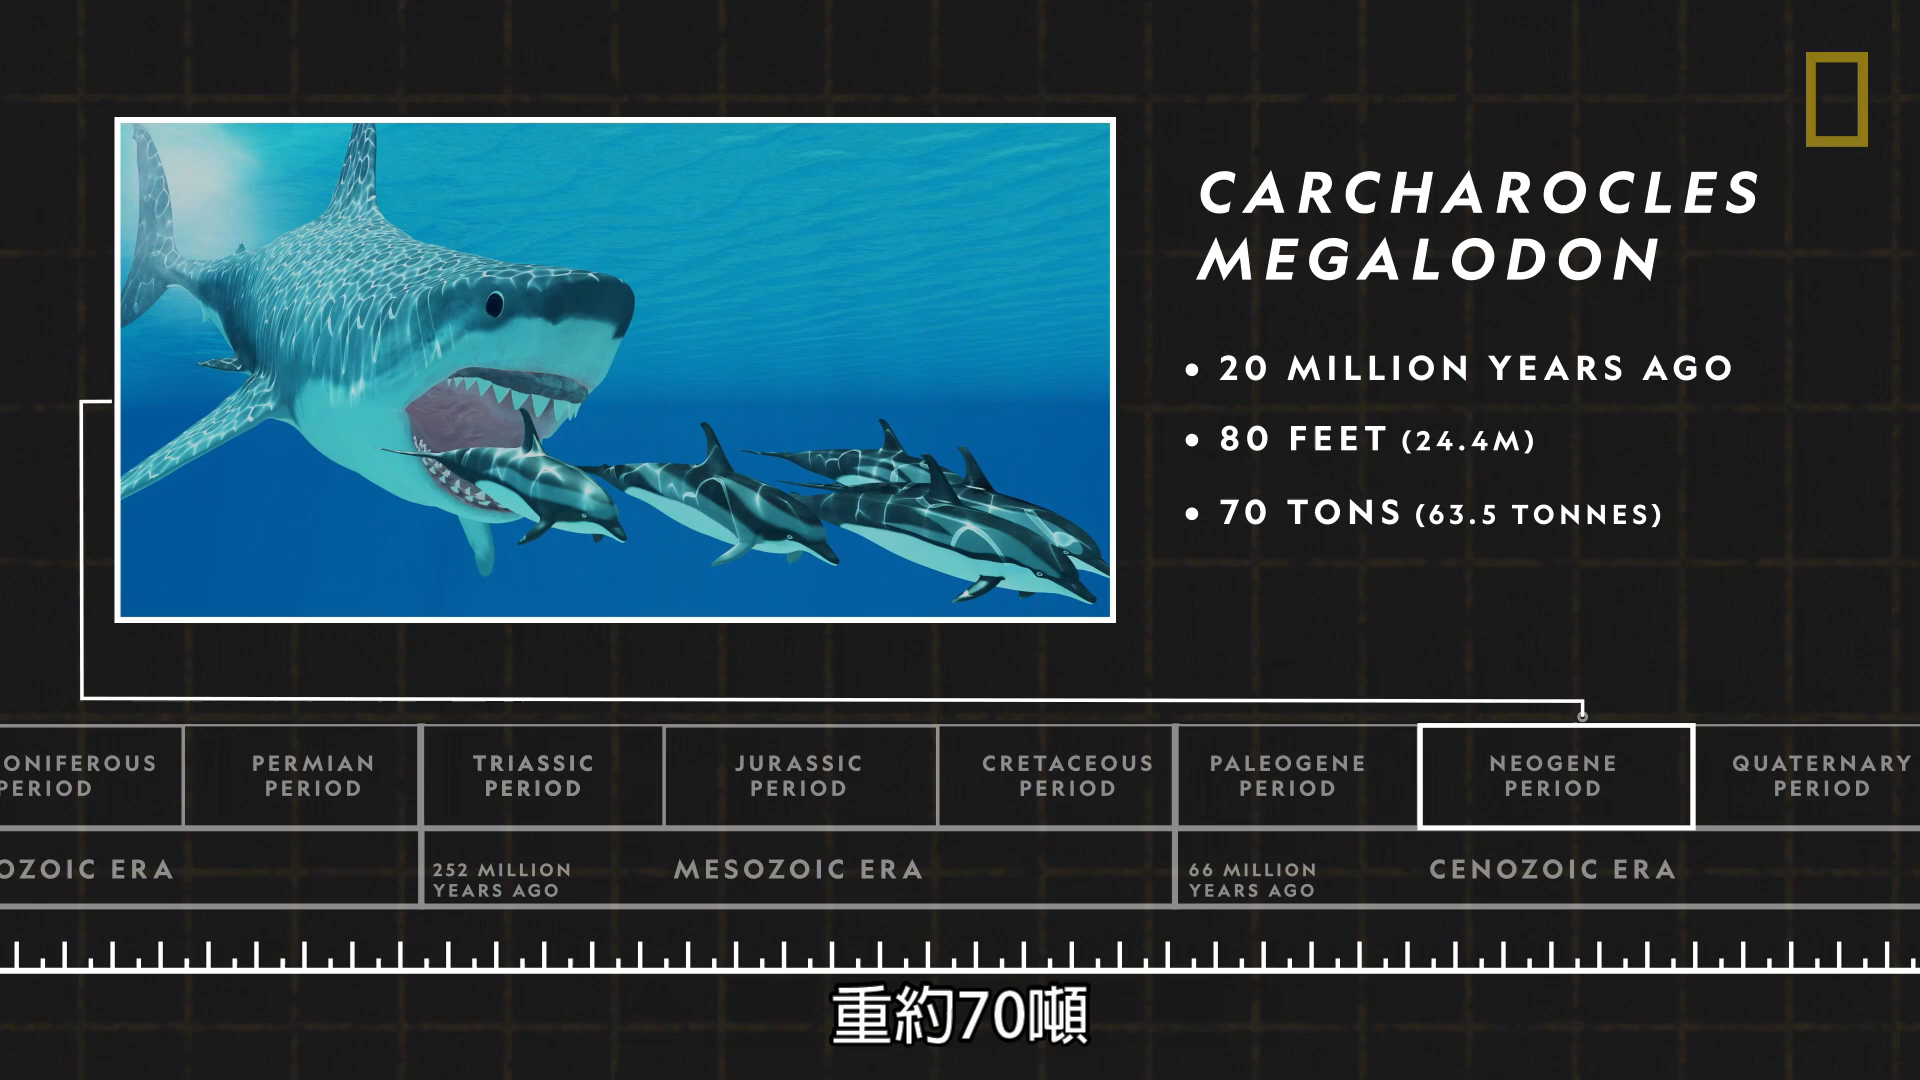 CARCHAROCLES
MEGALODON
• 20 MILLION YEARS AGO
• 80 FEET (24.4M)
• 70 TONS (63.5 TONNES)
ONIFEROUS
PERIOD
PERMIAN
PERIOD
TRIASSIC
PERIOD
JURASSIC
PERIOD
CRETACEOUS
PERIOD
PALEOGENE
PERIOD
NEOGENE
PERIOD
QUATERNARY
PERIOD
OZOIC ERA
252 MILLION
YEARS AGO
MESOZOIC ERA
66 MILLION
YEARS AGO
CENOZOIC ERA
重約70噸